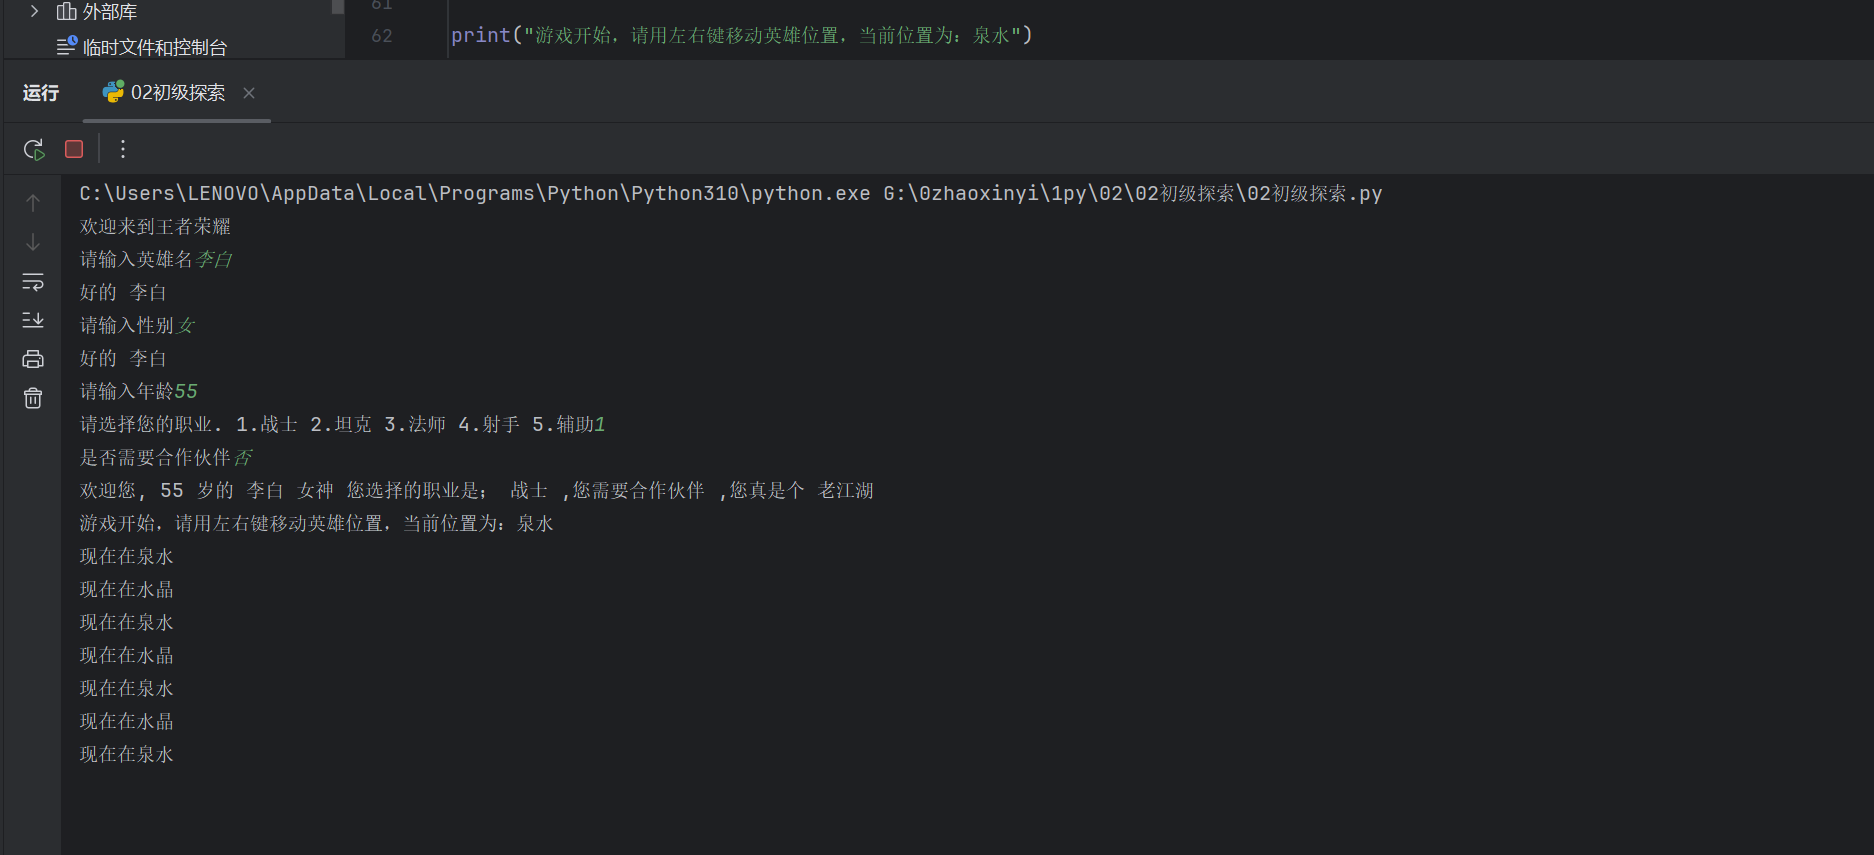 外部库
61
临时文件和控制台
62 print("游戏开始，请用左右键移动英雄位置，当前位置为：泉水")
运行 02初级探索
C:\Users\LENOVO\AppData\Local\Programs\Python\Python310\python.exe G:\0zhaoxinyi\1py\02\02初级探索\02初级探索.py
欢迎来到王者荣耀
请输入英雄名李白
好的 李白
请输入性别女
好的 李白
请输入年龄55
请选择您的职业. 1.战士 2.坦克 3.法师 4.射手 5.辅助1
是否需要合作伙伴否
欢迎您, 55 岁的 李白 女神 您选择的职业是； 战士 ,您需要合作伙伴 ,您真是个 老江湖
游戏开始，请用左右键移动英雄位置，当前位置为：泉水
现在在泉水
现在在水晶
现在在泉水
现在在水晶
现在在泉水
现在在水晶
现在在泉水